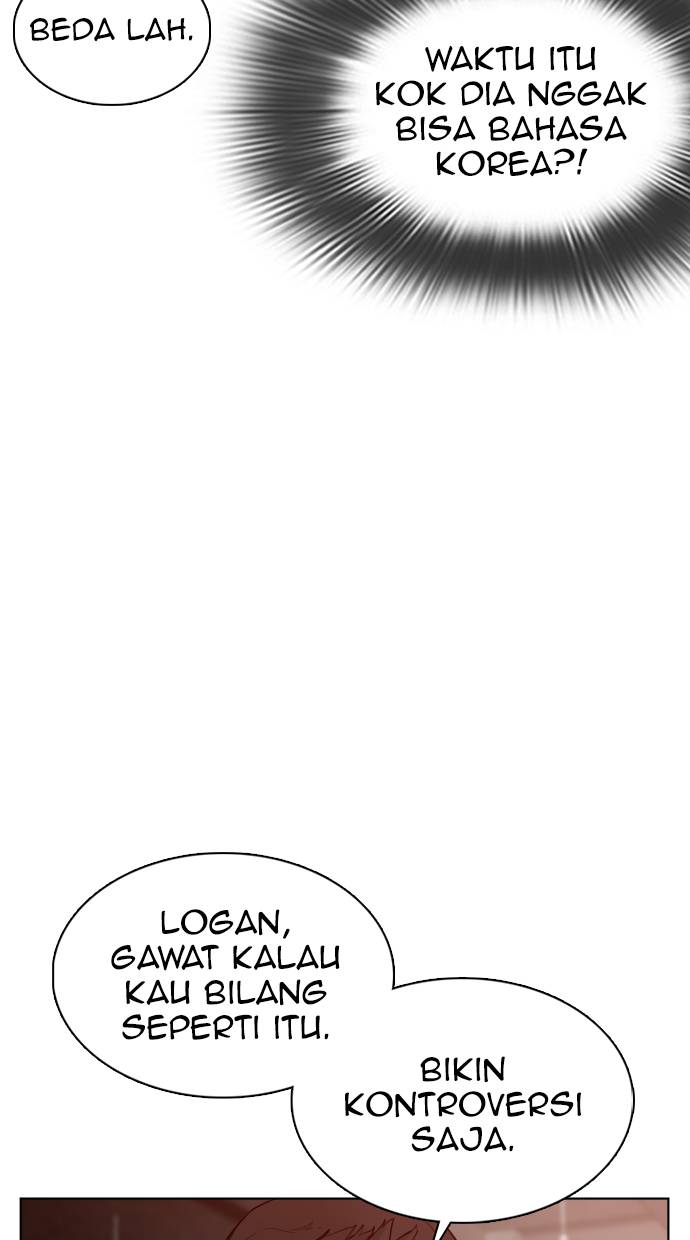 BEDA LAH.
WAKTU ITU
KOK DIA NGGAK
BISA BAHASA
KOREA?!
LOGAN,
GAWAT KALAU
KAU BILANG
SEPERTI ITU.
BIKIN
KONTROVERSI
SAJA.